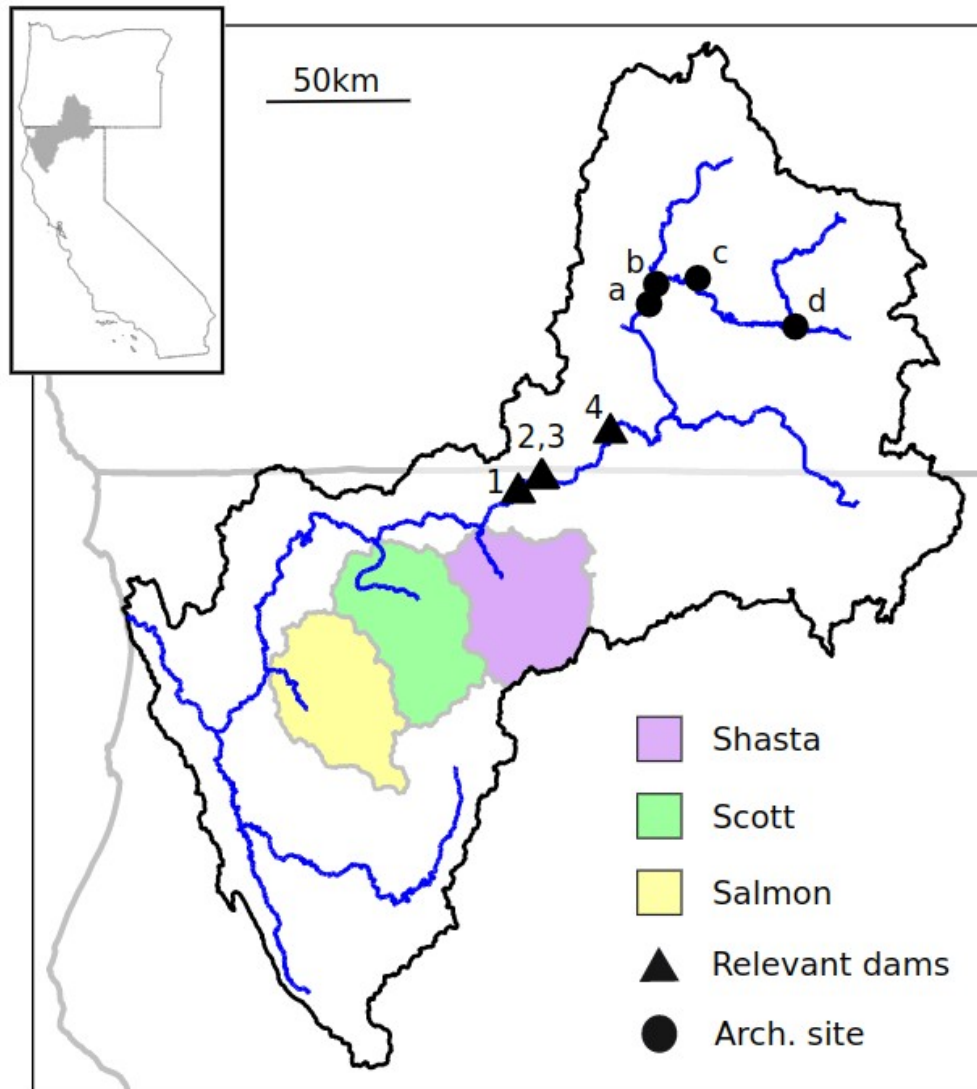 50km
c
b
a
d
4
2,3
1
Shasta
Scott
Salmon
Relevant dams
Arch. site